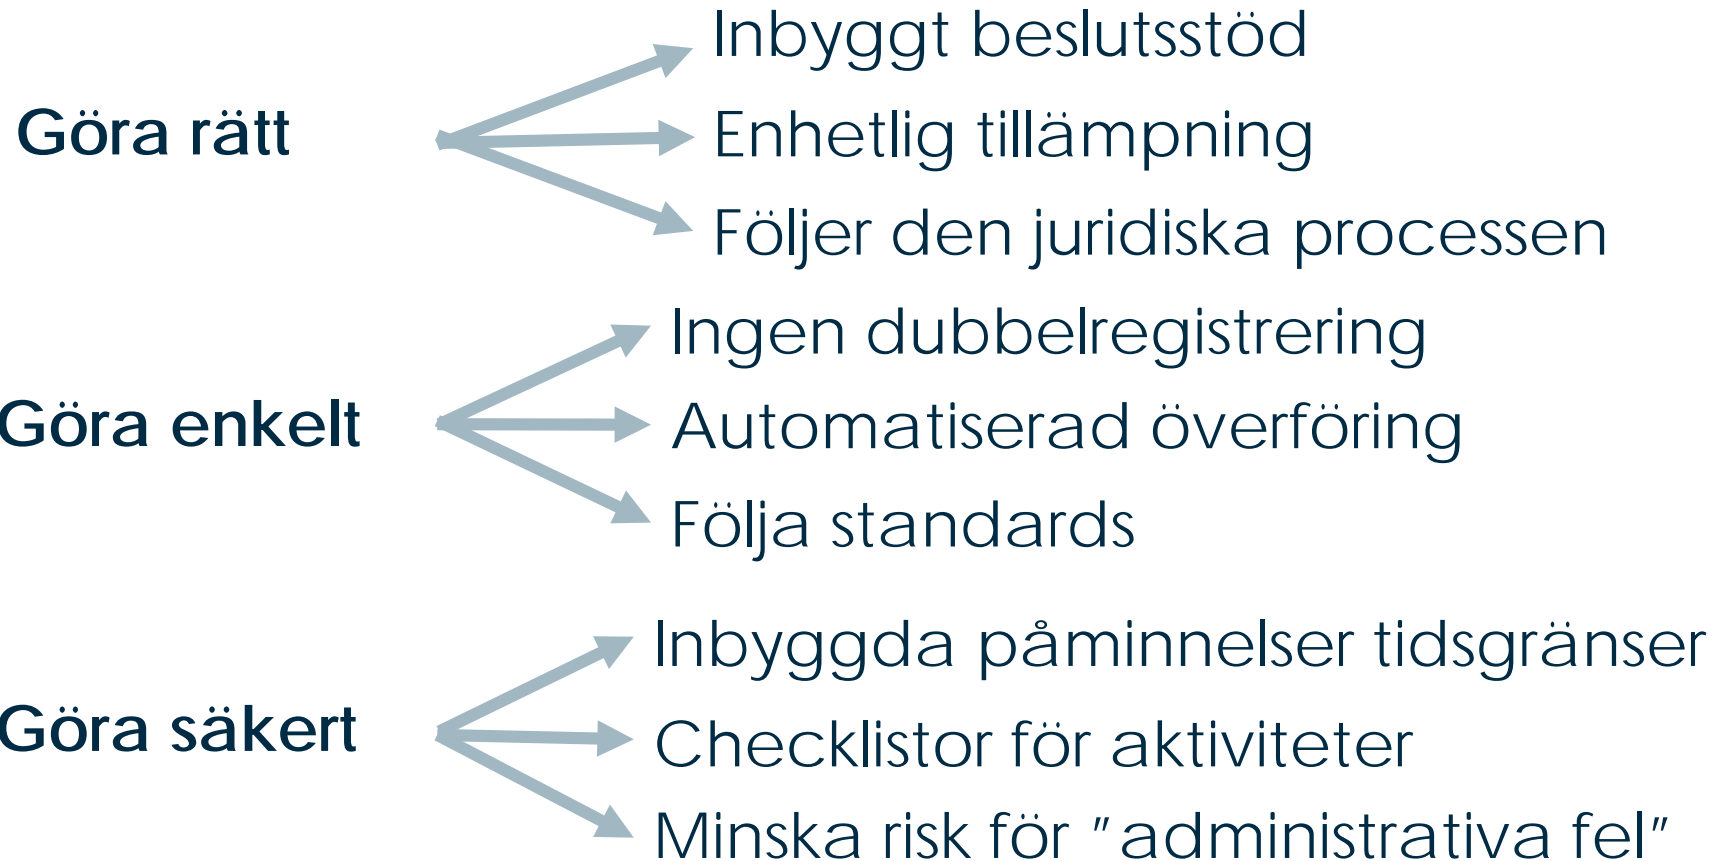 Göra rätt
Inbyggt beslutsstöd
Enhetlig tillämpning
Följer den juridiska processen
Göra enkelt
Ingen dubbelregistrering
Automatiserad överföring
Följa standards
Göra säkert
Inbyggda påminnelser tidsgränser
Checklistor för aktiviteter
Minska risk för ”administrativa fel”